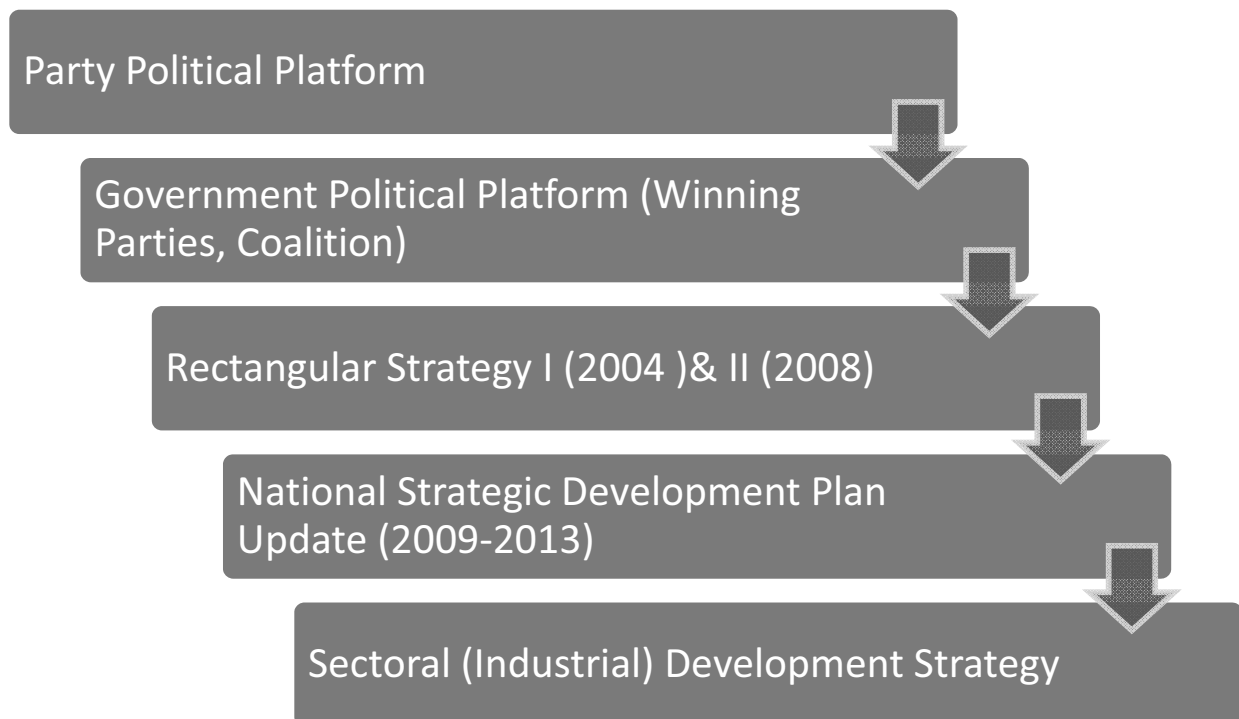 Party Political Platform
Government Political Platform (Winning
Parties, Coalition)
Rectangular Strategy I (2004 )& II (2008)
National Strategic Development Plan
Update (2009-2013)
Sectoral (Industrial) Development Strategy